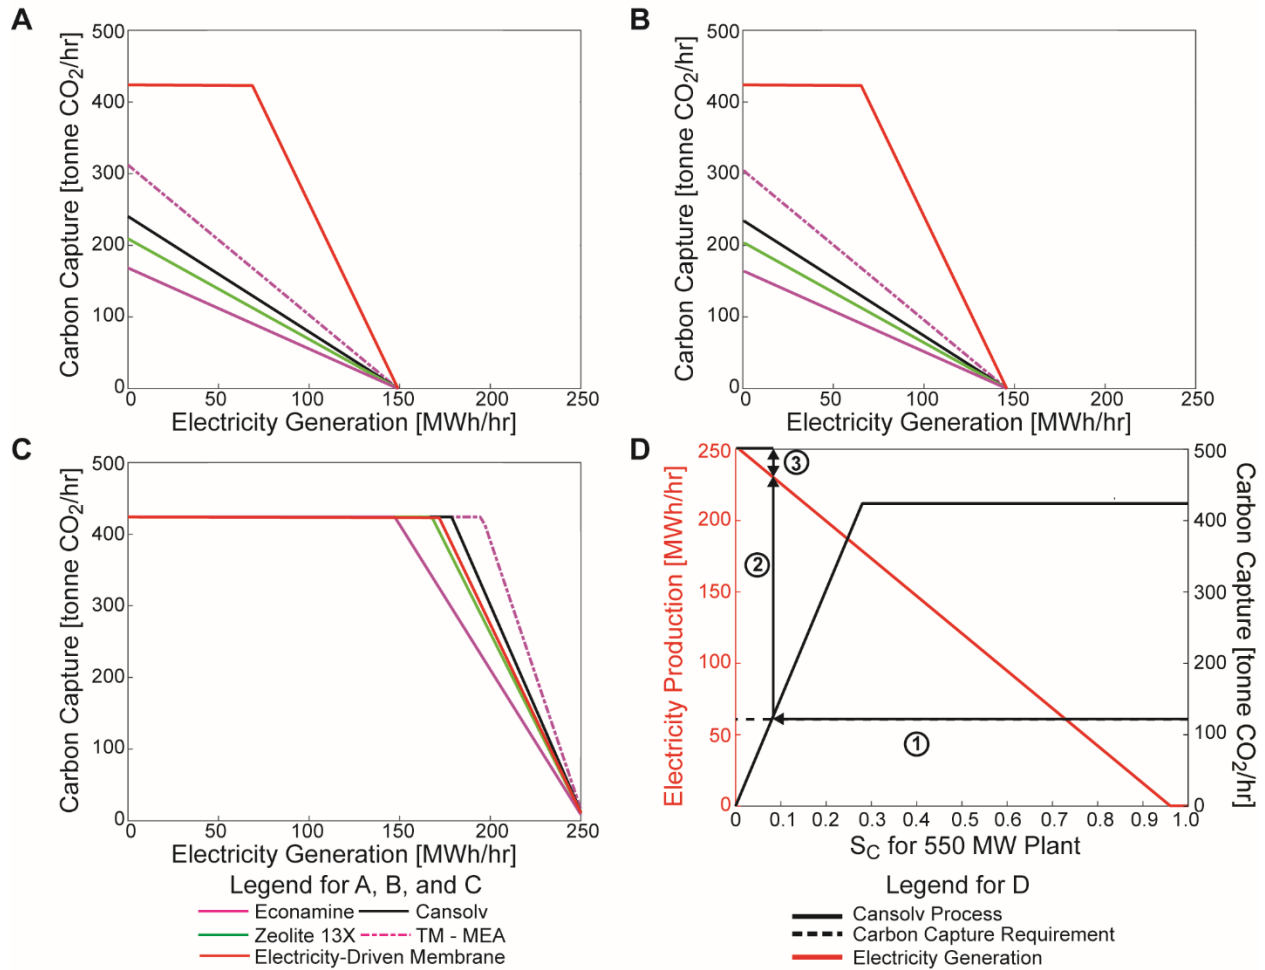 A
Carbon Capture [tonne CO2/hr]
500
400
300
200
100
0
0 50 100 150 200 250
Electricity Generation [MWh/hr]
B
Carbon Capture [tonne CO2/hr]
500
400
300
200
100
0
0 50 100 150 200 250
Electricity Generation [MWh/hr]
C
Carbon Capture [tonne CO2/hr]
500
400
300
200
100
0
0 50 100 150 200 250
Electricity Generation [MWh/hr]
Legend for A, B, and C
Econamine Cansolv
Zeolite 13X TM - MEA
Electricity-Driven Membrane
D
Electricity Production [MWh/hr]
250
200
150
100
50
0
3
2
1
500
400
300
200
100
0
Carbon Capture [tonne CO2/hr]
0 0.1 0.2 0.3 0.4 0.5 0.6 0.7 0.8 0.9 1.0
SC for 550 MW Plant
Legend for D
Cansolv Process
Carbon Capture Requirement
Electricity Generation